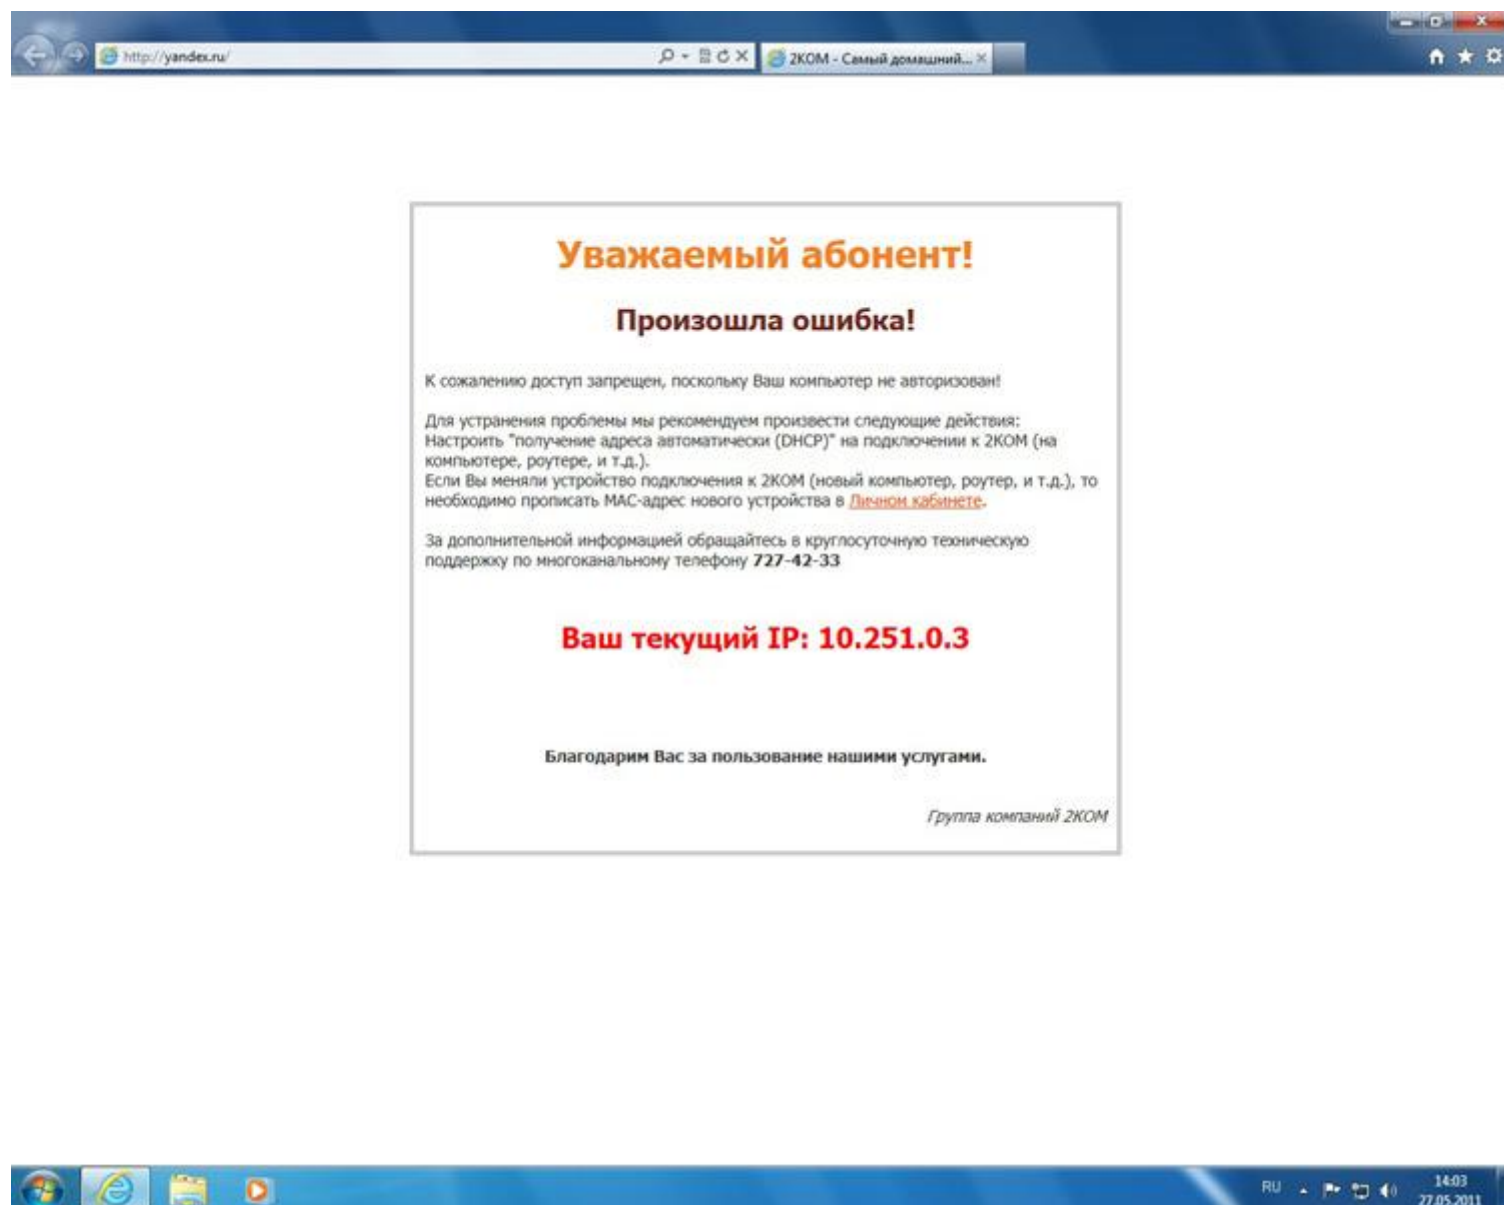 http://yandex.ru/
2KOM - Самый домашний...
Уважаемый абонент!
Произошла ошибка!
К сожалению доступ запрещен, поскольку Ваш компьютер не авторизован!
Для устранения проблемы мы рекомендуем произвести следующие действия:
Настроить "получение адреса автоматически (DHCP)" на подключении к 2КОМ (на
компьютере, роутере, и т.д.).
Если Вы меняли устройство подключения к 2КОМ (новый компьютер, роутер, и т.д.), то
необходимо прописать MAC-адрес нового устройства в Личном кабинете.
За дополнительной информацией обращайтесь в круглосуточную техническую
поддержку по многоканальному телефону 727-42-33
Ваш текущий IP: 10.251.0.3
Благодарим Вас за пользование нашими услугами.
Группа компаний 2КОМ
RU
14:03
27.05.2011